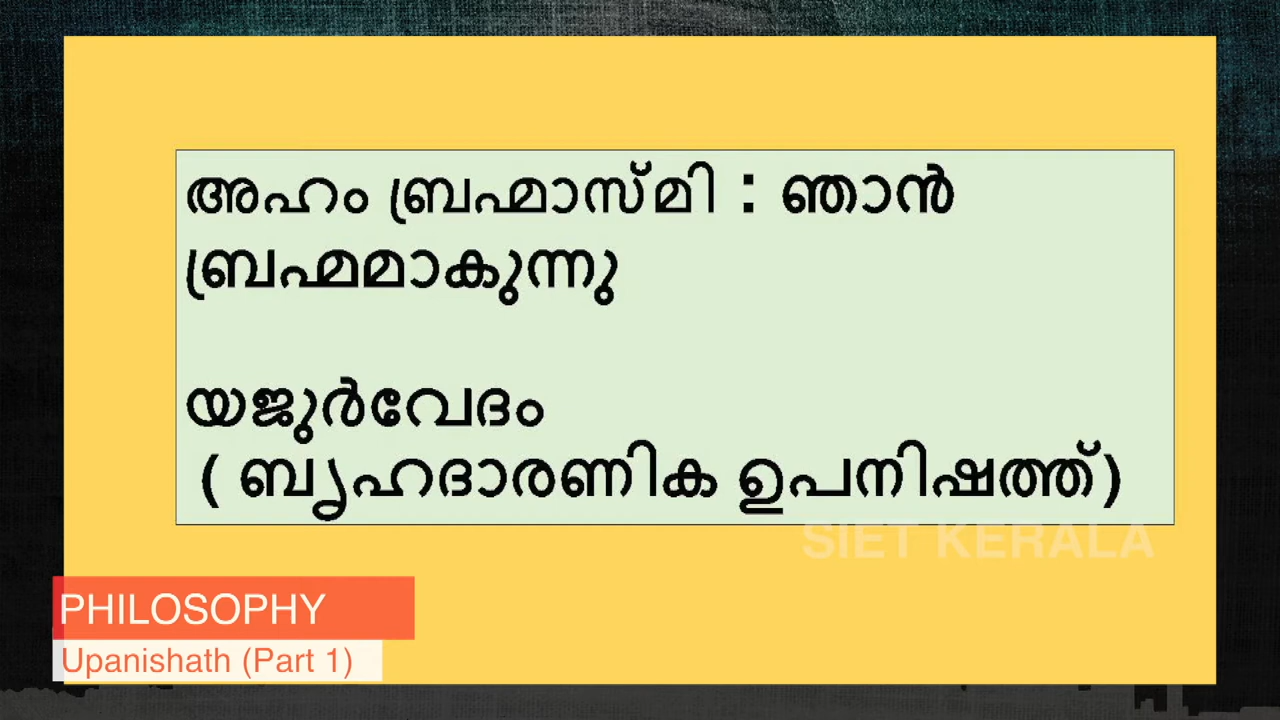 അഹം ബ്രഹ്മാസ്മി : ഞാൻ
ബ്രഹ്മമാകുന്നു
യജുർവേദം
( ബൃഹദാരണിക ഉപനിഷത്ത്)
SIET KERALA
PHILOSOPHY
Upanishath (Part 1)